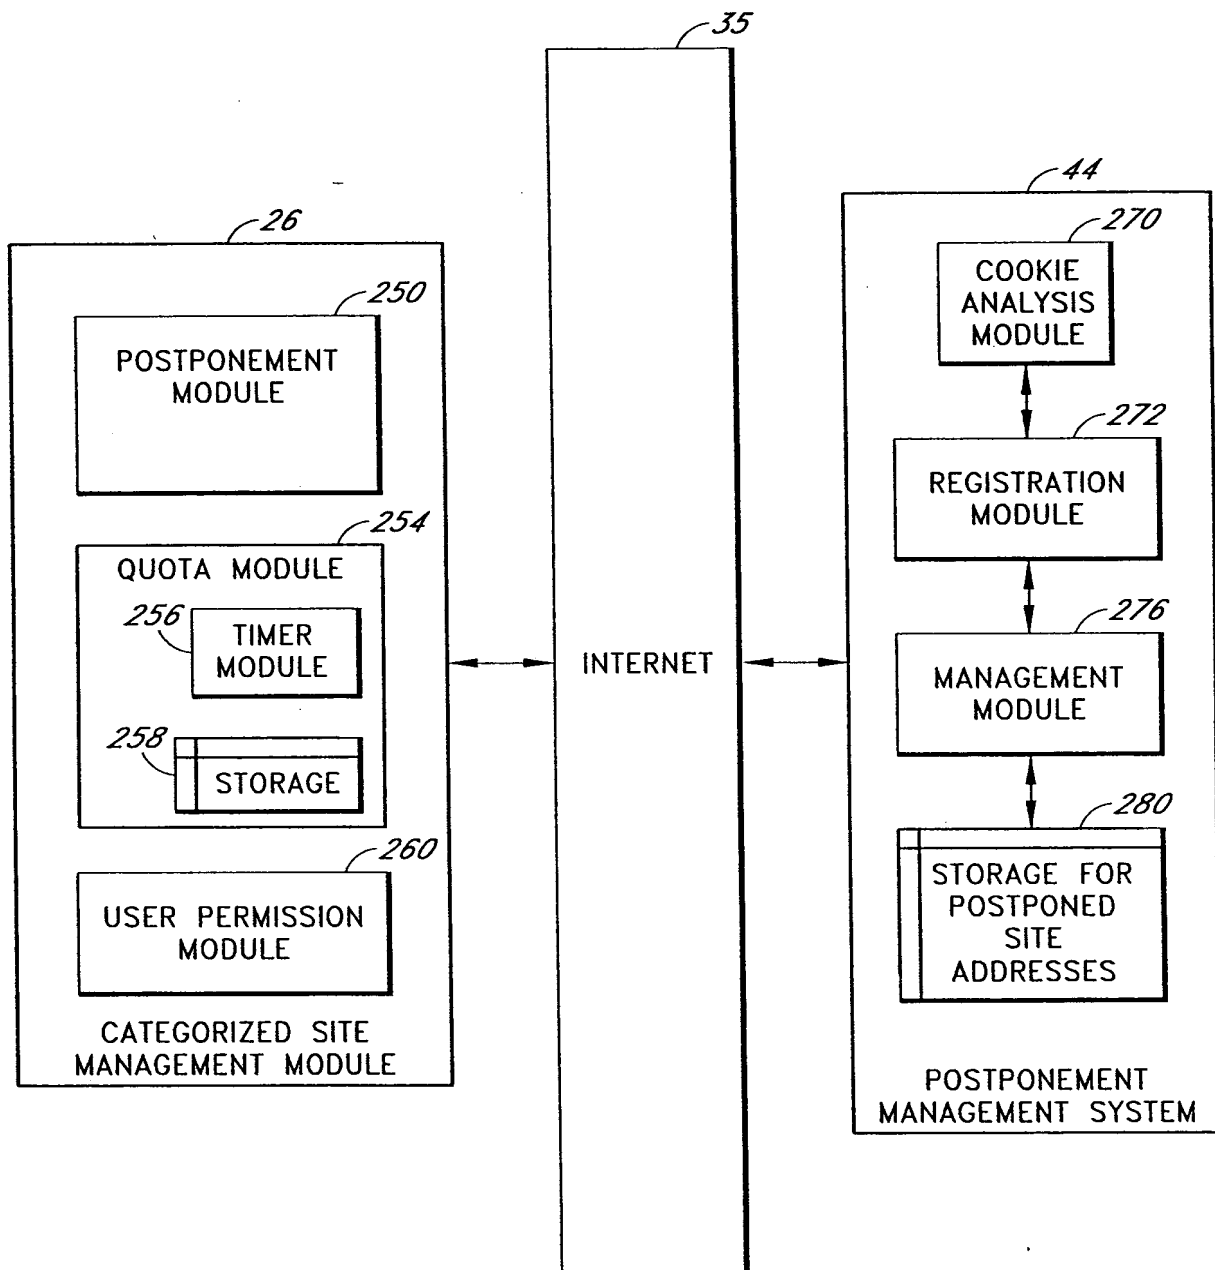 35
26
250
POSTPONEMENT
MODULE
254
QUOTA MODULE
256
TIMER
MODULE
258
STORAGE
260
USER PERMISSION
MODULE
CATEGORIZED SITE
MANAGEMENT MODULE
INTERNET
44
270
COOKIE
ANALYSIS
MODULE
272
REGISTRATION
MODULE
276
MANAGEMENT
MODULE
280
STORAGE FOR
POSTPONED
SITE
ADDRESSES
POSTPONEMENT
MANAGEMENT SYSTEM